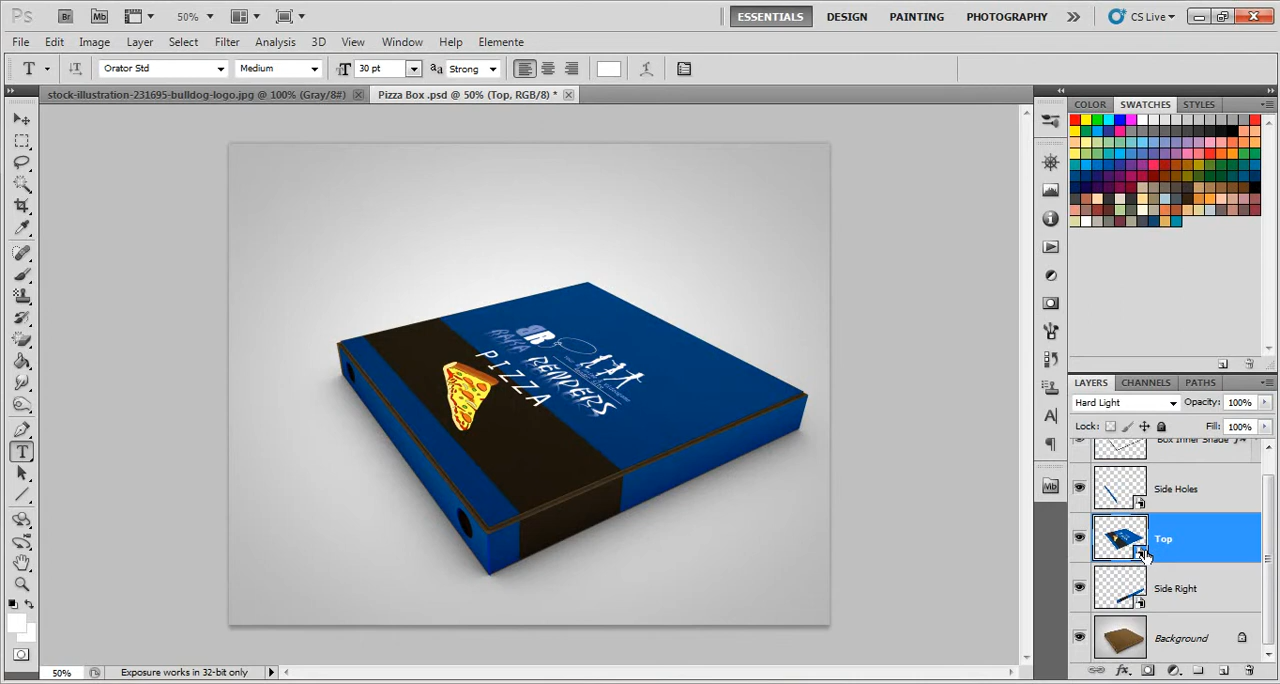 Ps Br Mb 50% ESSENTIALS DESIGN PAINTING PHOTOGRAPHY CS Live
File Edit Image Layer Select Filter Analysis 3D View Window Help Elemente
T Orator Std Medium 30 pt Strong
stock-illustration-231695-bulldog-logo.jpg @ 100% (Gray/8#) Pizza Box .psd @ 50% (Top, RGB/8) *
COLOR SWATCHES STYLES
RAKA RENDERS
PIZZA
LAYERS CHANNELS PATHS
Hard Light Opacity: 100%
Lock: Fill: 100%
Box Inner Shade
Side Holes
Top
Side Right
Background
Mb
50% Exposure works in 32-bit only